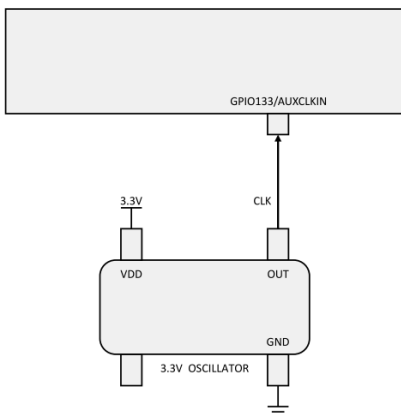 GPIO133/AUXCLKIN
3.3V
CLK
VDD
OUT
GND
3.3V OSCILLATOR